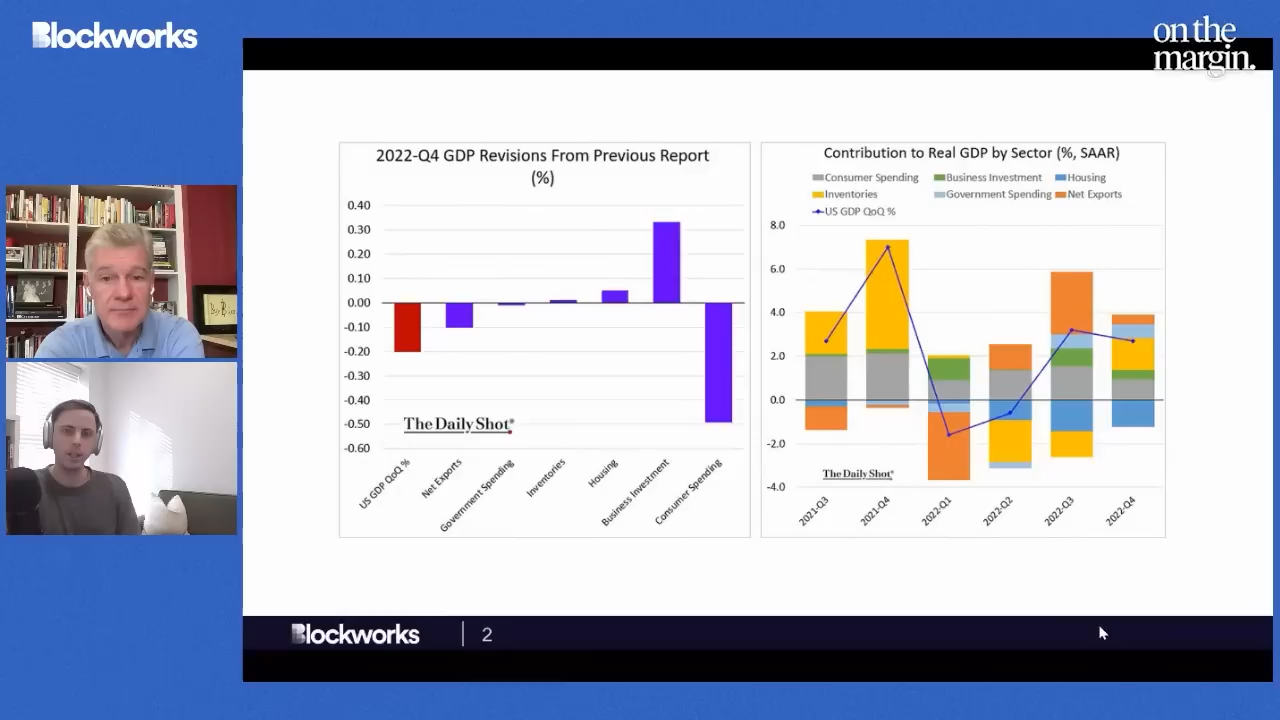 Blockworks
on the
margin.
2022-Q4 GDP Revisions From Previous Report
(%)
0.40
0.30
0.20
0.10
0.00
-0.10
-0.20
-0.30
-0.40
-0.50
-0.60
The Daily Shot
US GDP QoQ %
Net Exports
Government Spending
Inventories
Housing
Business Investment
Consumer Spending
Contribution to Real GDP by Sector (%, SAAR)
Consumer Spending Business Investment Housing
Inventories Government Spending Net Exports
US GDP QoQ %
8.0
6.0
4.0
2.0
0.0
-2.0
-4.0
The Daily Shot
2021-Q3
2021-Q4
2022-Q1
2022-Q2
2022-Q3
2022-Q4
Blockworks 2